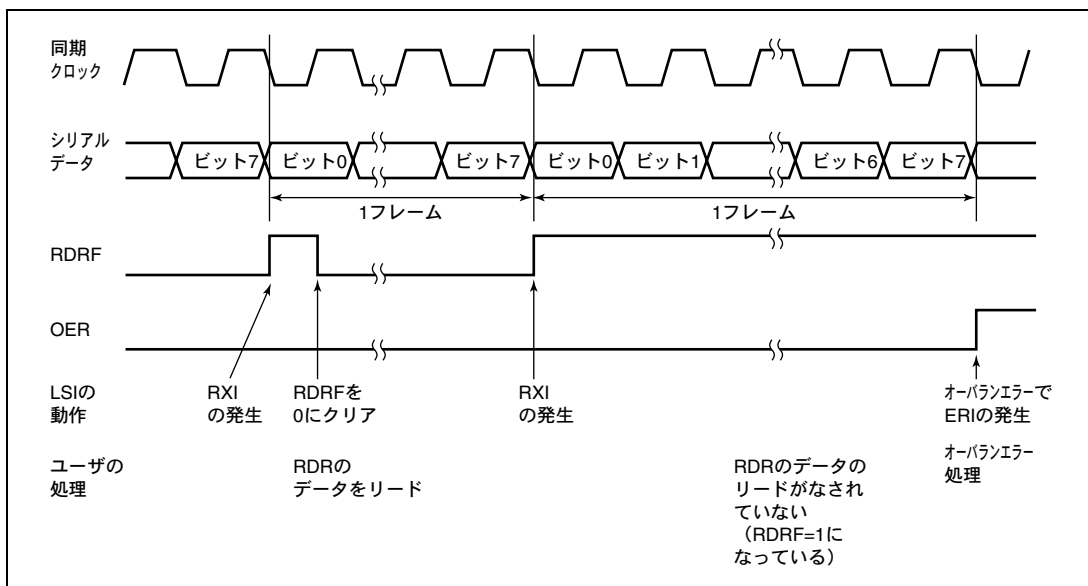 同期
クロック
シリアル
データ
ビット7
ビット0
ビット7
ビット0
ビット1
ビット6
ビット7
1フレーム
1フレーム
RDRF
OER
LSIの
動作
RXI
の発生
RDRFを
0にクリア
RXI
の発生
オーバランエラーで
ERIの発生
ユーザの
処理
RDRの
データをリード
RDRのデータの
リードがなされ
ていない
（RDRF=1に
なっている）
オーバランエラー
処理